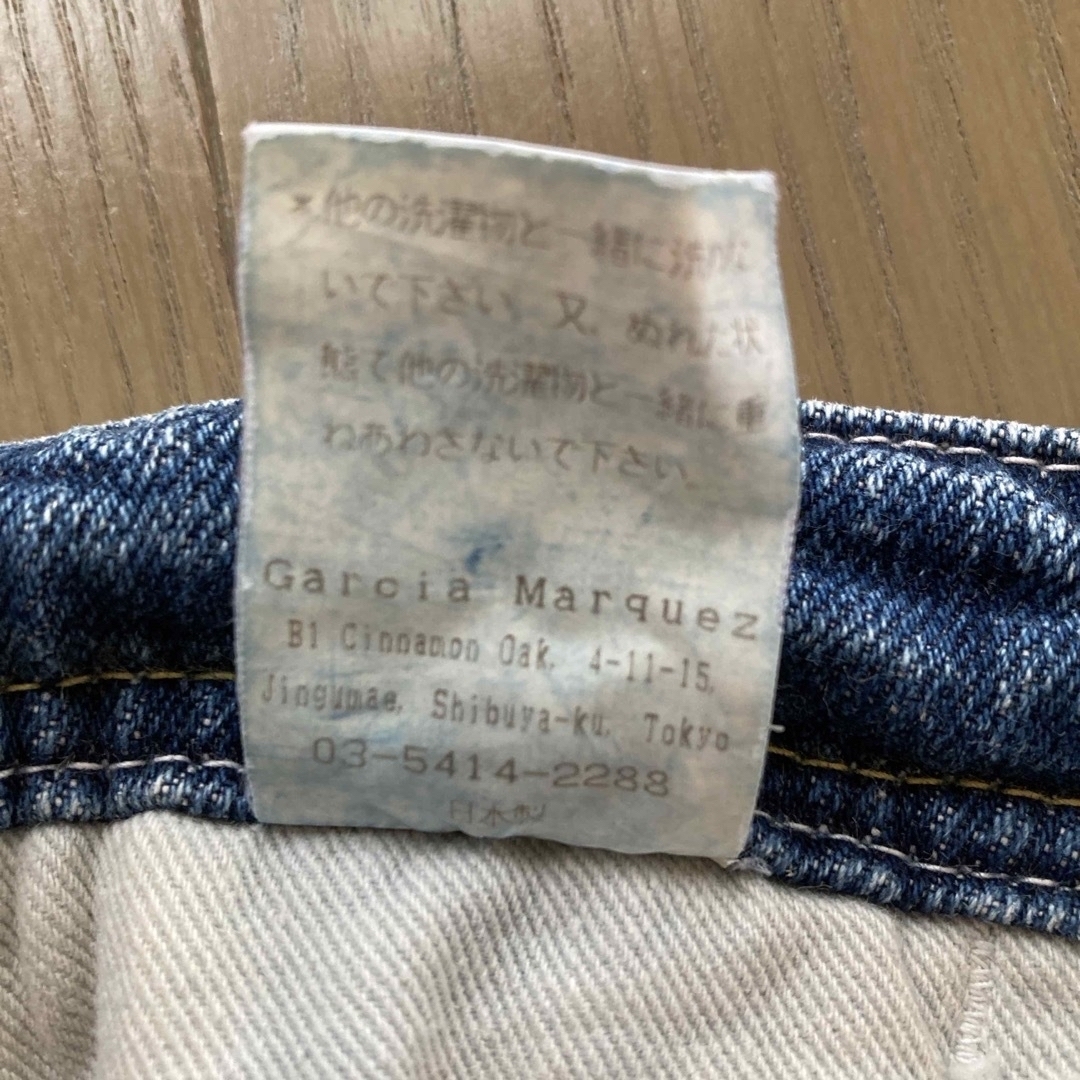 他の洗濯物と一緒に洗わな
いで下さい。又、ぬれた状
態で他の洗濯物と一緒に重
ねあわさないで下さい。
Garcia Marquez
B1 Cinnamon Oak, 4-11-15,
Jingumae, Shibuya-ku, Tokyo
03-5414-2288
日本製